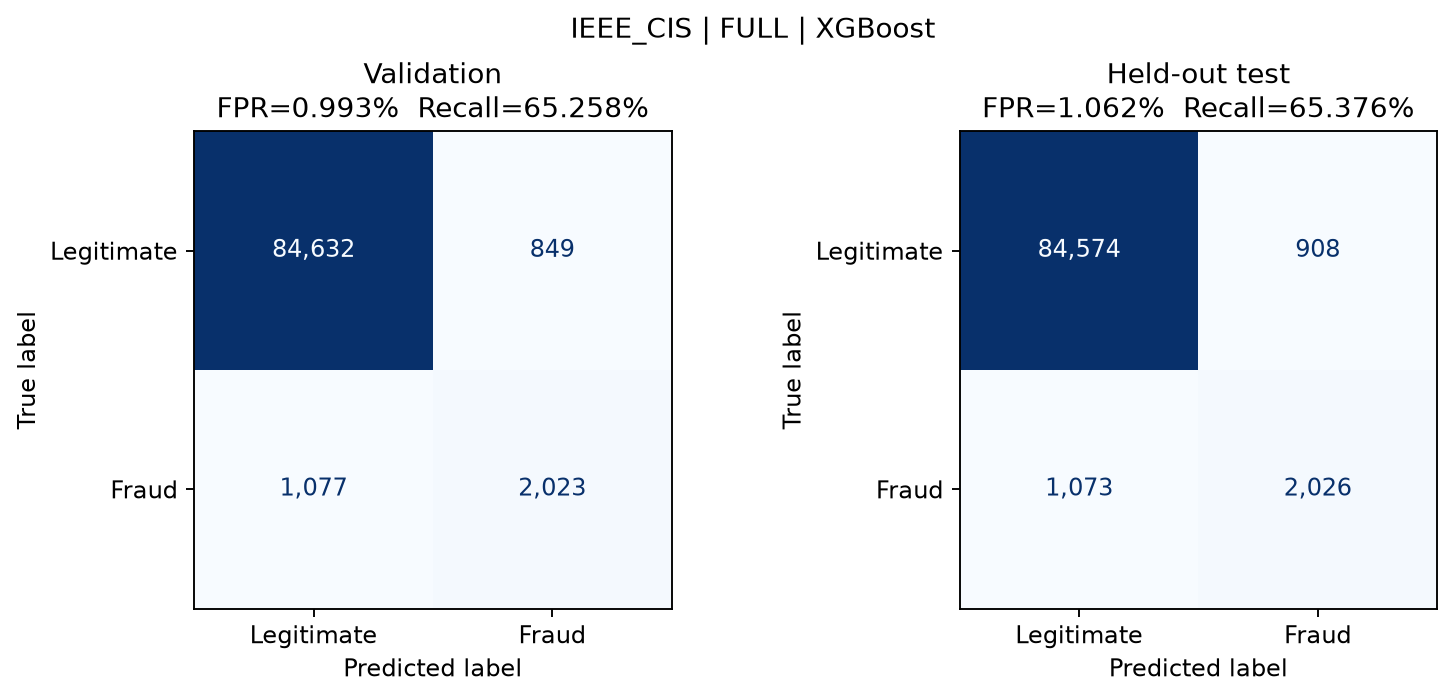 IEEE_CIS | FULL | XGBoost
Validation
FPR=0.993%  Recall=65.258%
True label
Legitimate
84,632
849
Fraud
1,077
2,023
Legitimate
Fraud
Predicted label
Held-out test
FPR=1.062%  Recall=65.376%
True label
Legitimate
84,574
908
Fraud
1,073
2,026
Legitimate
Fraud
Predicted label